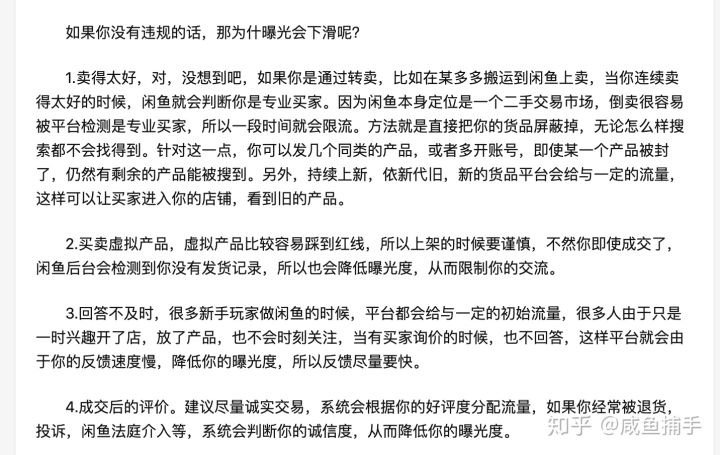 如果你没有违规的话，那为什曝光会下滑呢？
1.卖得太好，对，没想到吧，如果你是通过转卖，比如在某多多搬运到闲鱼上卖，当你连续卖
得太好的时候，闲鱼就会判断你是专业买家。因为闲鱼本身定位是一个二手交易市场，倒卖很容易
被平台检测是专业买家，所以一段时间就会限流。方法就是直接把你的货品屏蔽掉，无论怎么样搜
索都不会找得到。针对这一点，你可以发几个同类的产品，或者多开账号，即使某一个产品被封
了，仍然有剩余的产品能被搜到。另外，持续上新，依新代旧，新的货品平台会给与一定的流量，
这样可以让买家进入你的店铺，看到旧的产品。
2.买卖虚拟产品，虚拟产品比较容易踩到红线，所以上架的时候要谨慎，不然你即使成交了，
闲鱼后台会检测到你没有发货记录，所以也会降低曝光度，从而限制你的交流。
3.回答不及时，很多新手玩家做闲鱼的时候，平台都会给与一定的初始流量，很多人由于只是
一时兴趣开了店，放了产品，也不会时刻关注，当有买家询价的时候，也不回答，这样平台就会由
于你的反馈速度慢，降低你的曝光度，所以反馈尽量要快。
4.成交后的评价。建议尽量诚实交易，系统会根据你的好评度分配流量，如果你经常被退货，
投诉，闲鱼法庭介入等，系统会判断你的诚信度，从而降低你的曝光度。
知乎 @咸鱼捕手